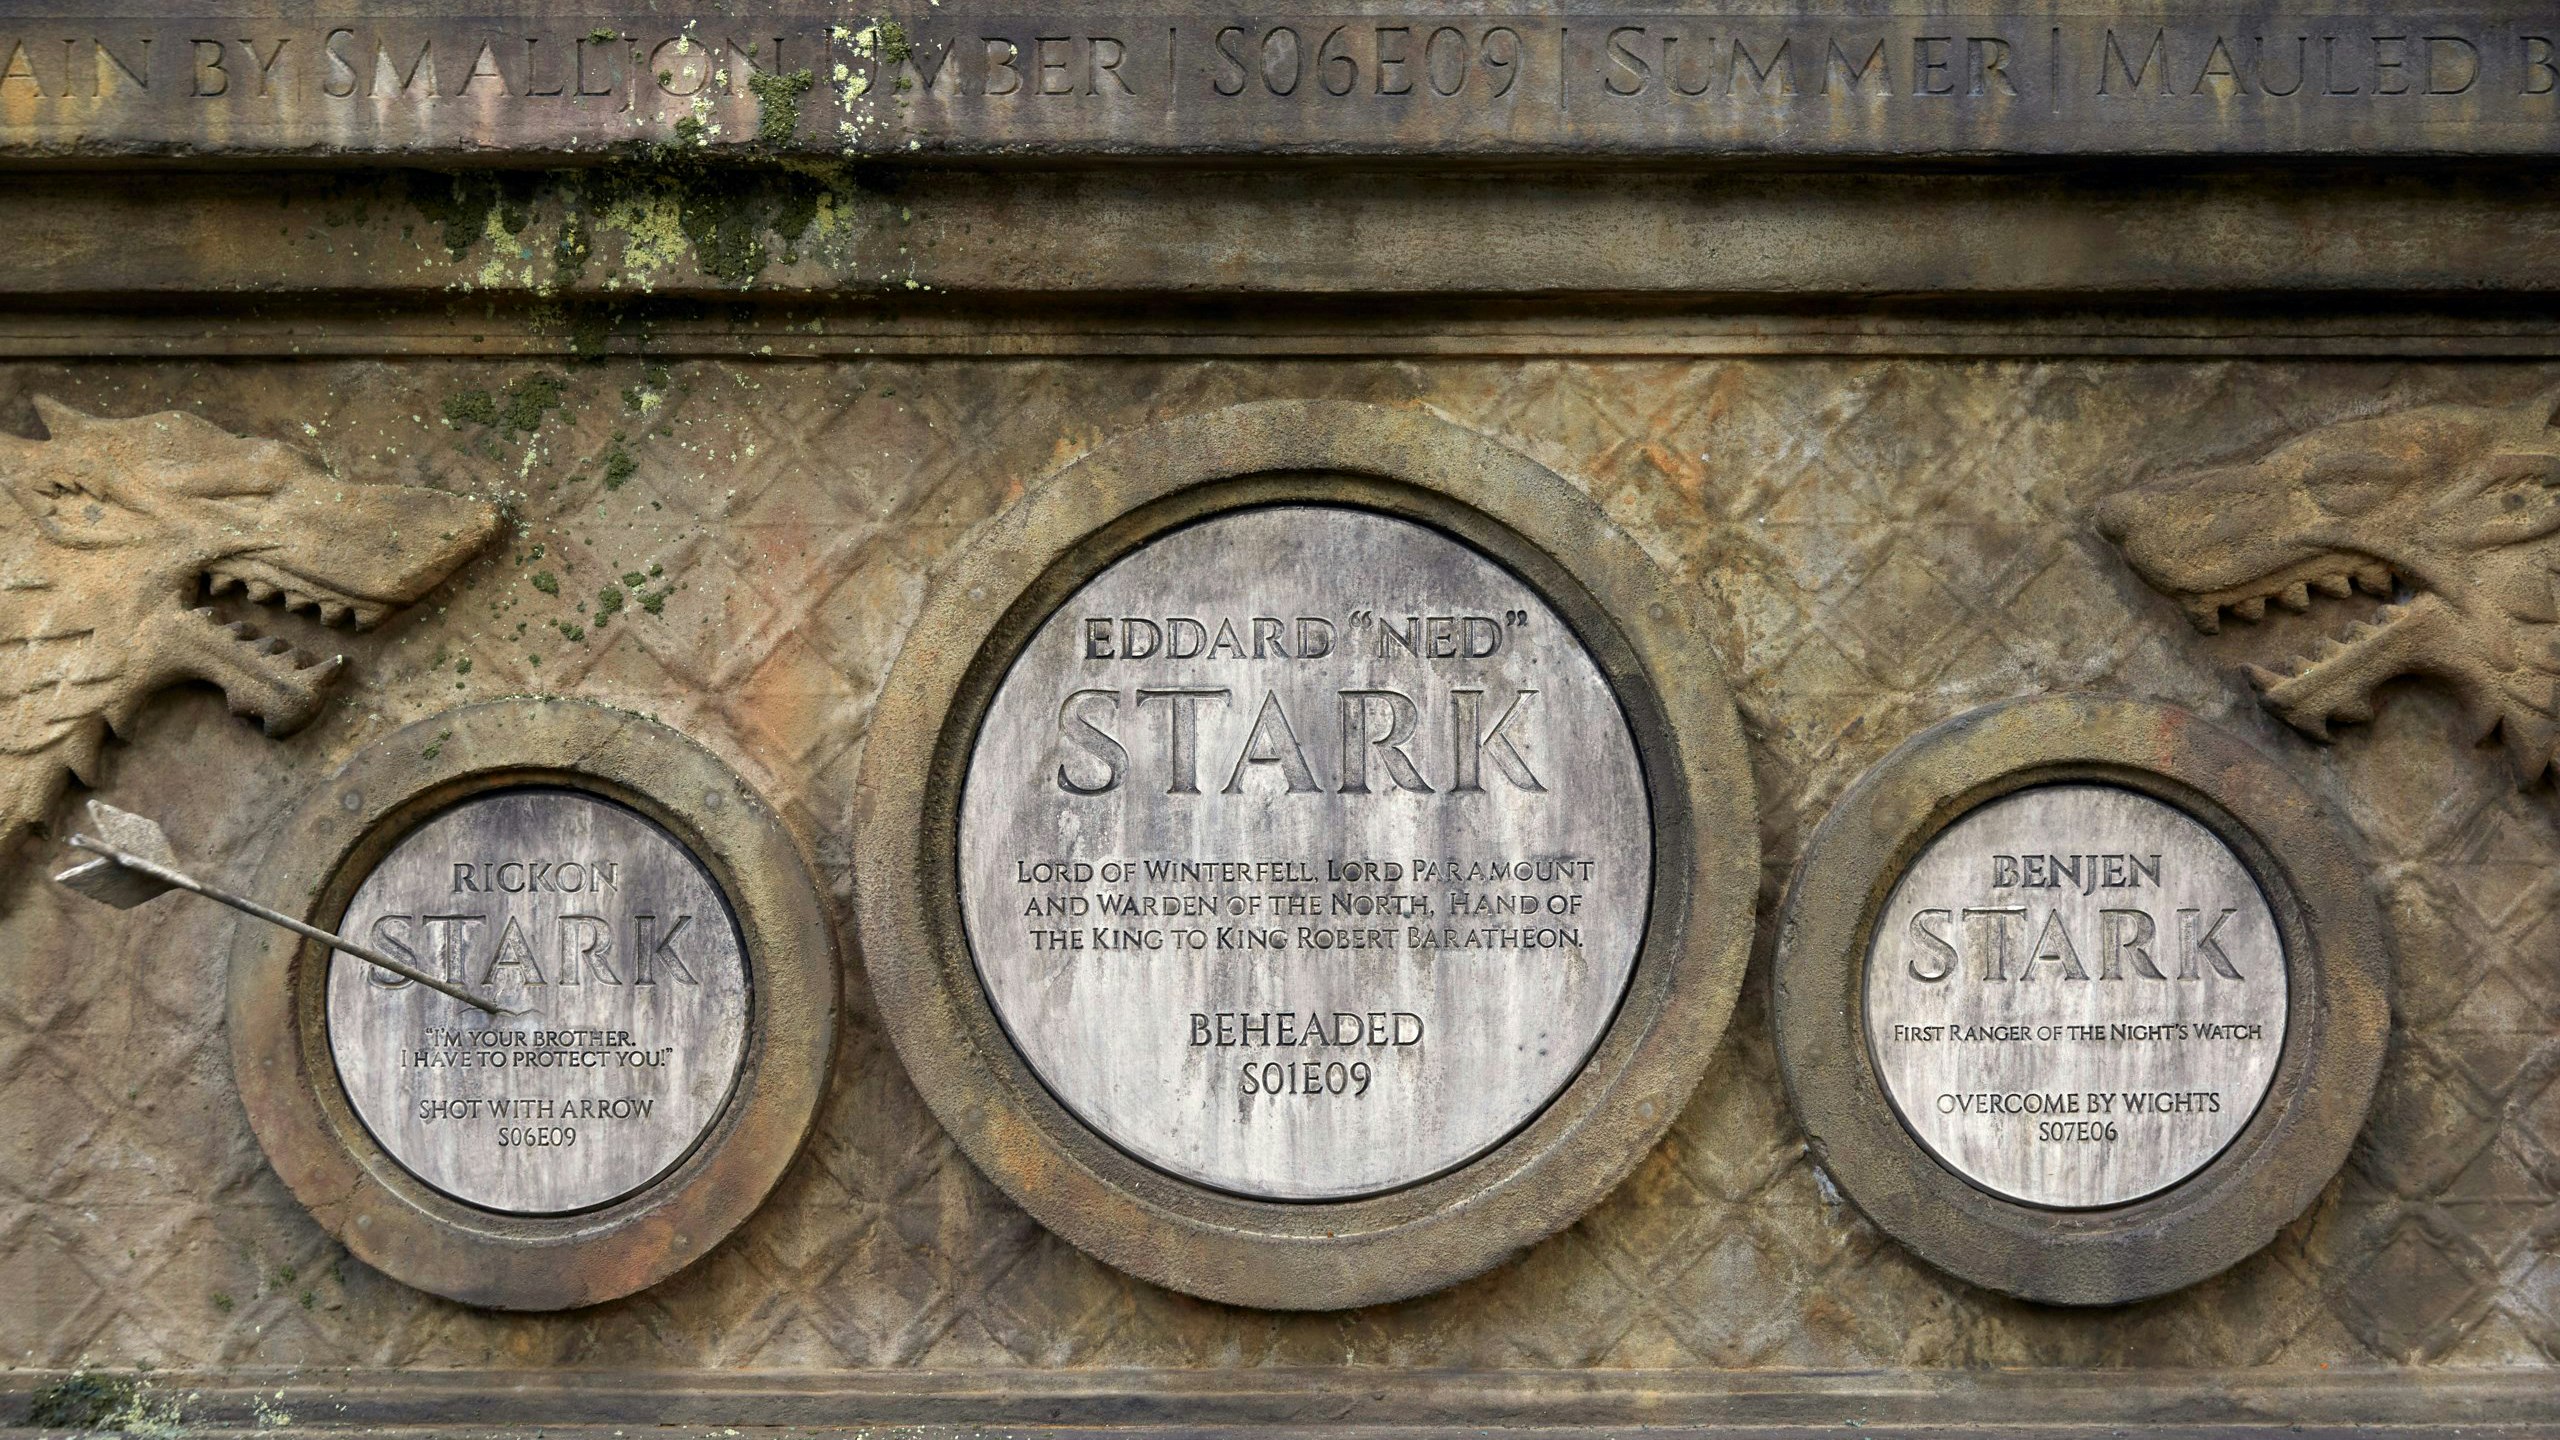 AIN BY SMALLJON UMBER | S06E09 | SUMMER | MAULED B
RICKON
STARK
"I'M YOUR BROTHER.
I HAVE TO PROTECT YOU!"
SHOT WITH ARROW
S06E09
EDDARD “NED”
STARK
LORD OF WINTERFELL, LORD PARAMOUNT
AND WARDEN OF THE NORTH, HAND OF
THE KING TO KING ROBERT BARATHEON.
BEHEADED
S01E09
BENJEN
STARK
FIRST RANGER OF THE NIGHT'S WATCH
OVERCOME BY WIGHTS
S07E06